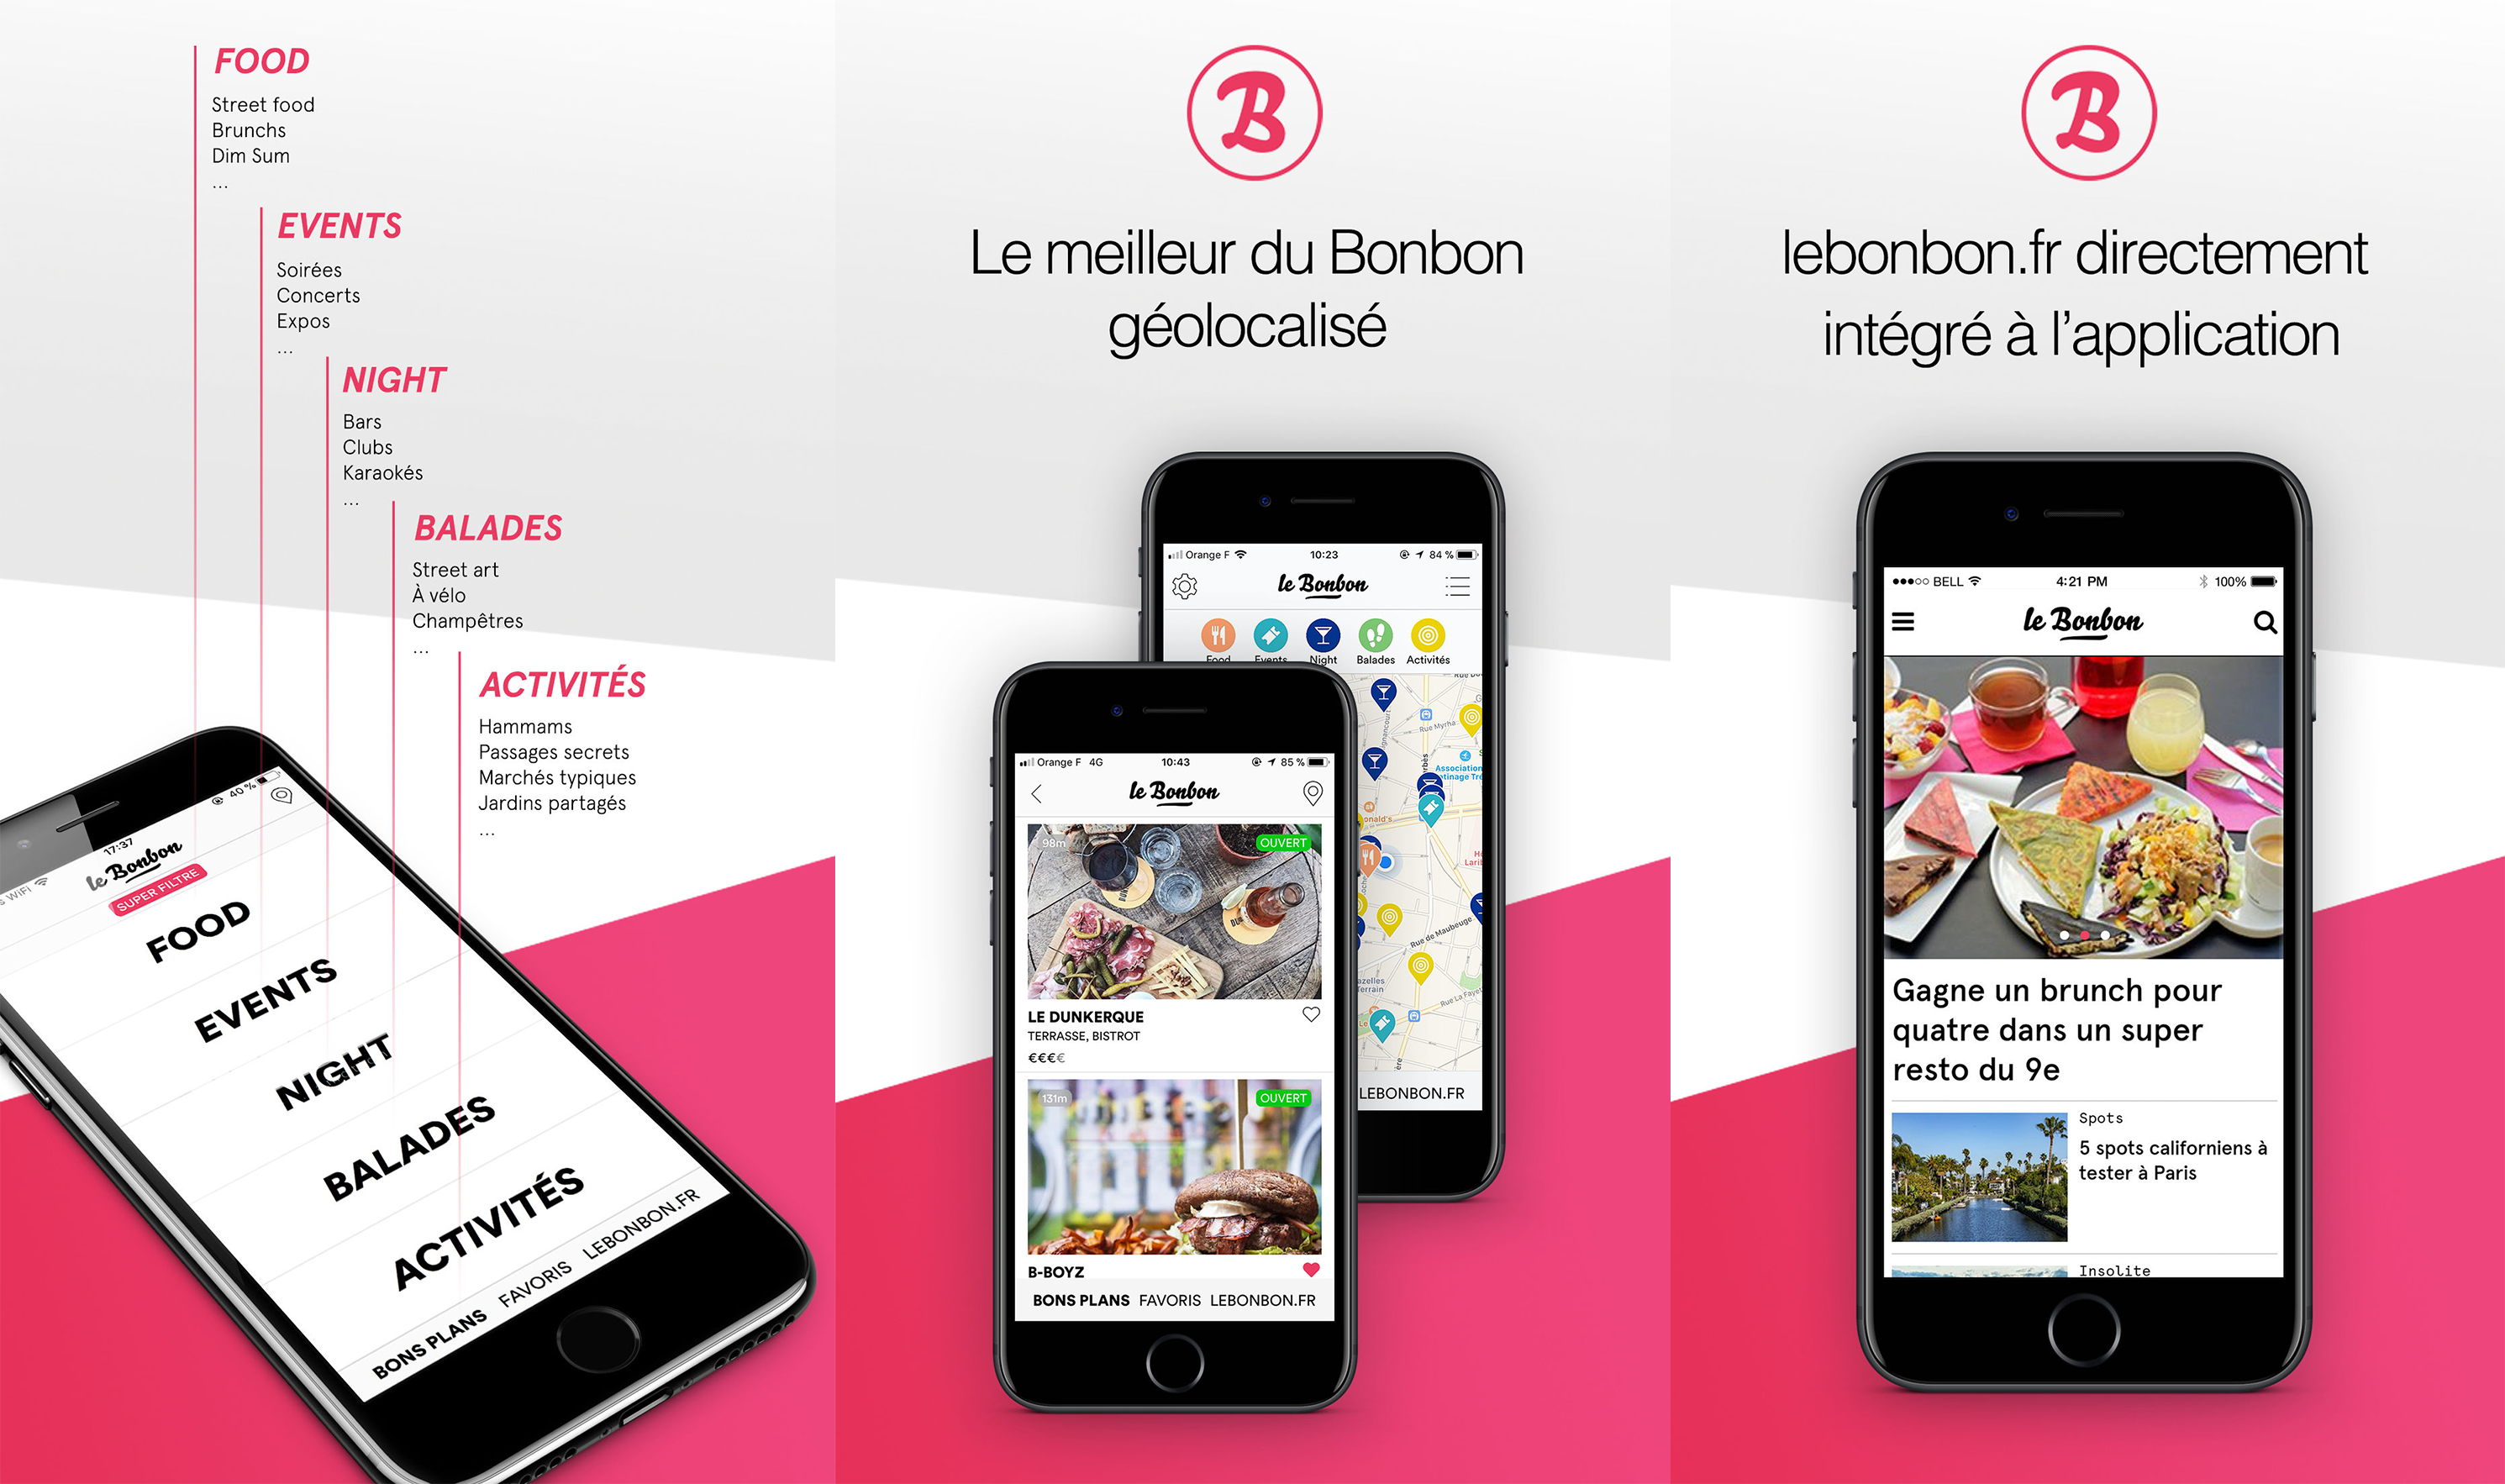 FOOD
Street food
Brunchs
Dim Sum
...
EVENTS
Soirées
Concerts
Expos
...
NIGHT
Bars
Clubs
Karaokés
...
BALADES
Street art
À vélo
Champêtres
...
ACTIVITÉS
Hammams
Passages secrets
Marchés typiques
Jardins partagés
...
WiFi
17:37
40 %
le Bonbon
SUPER FILTRE
FOOD
EVENTS
NIGHT
BALADES
ACTIVITÉS
BONS PLANS FAVORIS LEBONBON.FR
B
Le meilleur du Bonbon
géolocalisé
Orange F 10:23 84 %
le Bonbon
Food Events Night Balades Activités
Rue Myrha
Association
Rue de Maubeuge
LEBONBON.FR
Orange F 4G 10:43 85 %
le Bonbon
98m OUVERT
LE DUNKERQUE
TERRASSE, BISTROT
€€€€
131m OUVERT
B-BOYZ
BONS PLANS FAVORIS LEBONBON.FR
B
lebonbon.fr directement
intégré à l'application
BELL 4:21 PM 100%
le Bonbon
Gagne un brunch pour
quatre dans un super
resto du 9e
Spots
5 spots californiens à
tester à Paris
Insolite